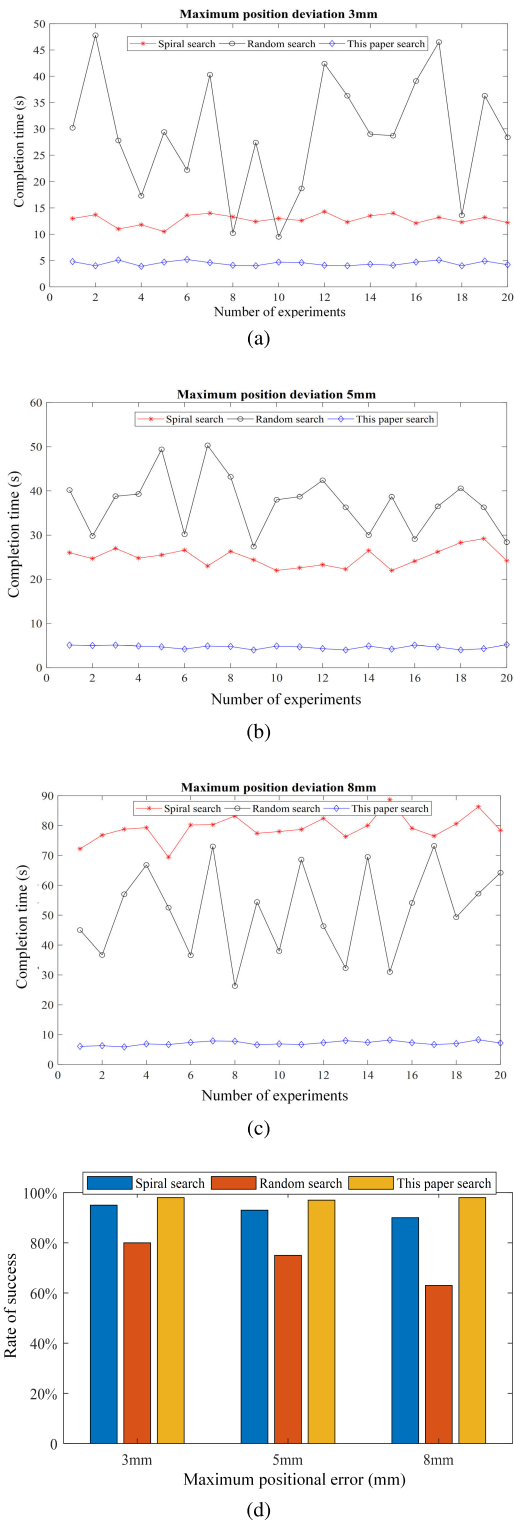 Maximum position deviation 3mm
Spiral search Random search This paper search
Completion time (s)
50
45
40
35
30
25
20
15
10
5
0
0 2 4 6 8 10 12 14 16 18 20
Number of experiments
(a)
Maximum position deviation 5mm
Spiral search Random search This paper search
Completion time (s)
60
50
40
30
20
10
0
0 2 4 6 8 10 12 14 16 18 20
Number of experiments
(b)
Maximum position deviation 8mm
Spiral search Random search This paper search
Completion time (s)
90
80
70
60
50
40
30
20
10
0
0 2 4 6 8 10 12 14 16 18 20
Number of experiments
(c)
Spiral search Random search This paper search
Rate of success
100%
80%
60%
40%
20%
0
3mm 5mm 8mm
Maximum positional error (mm)
(d)